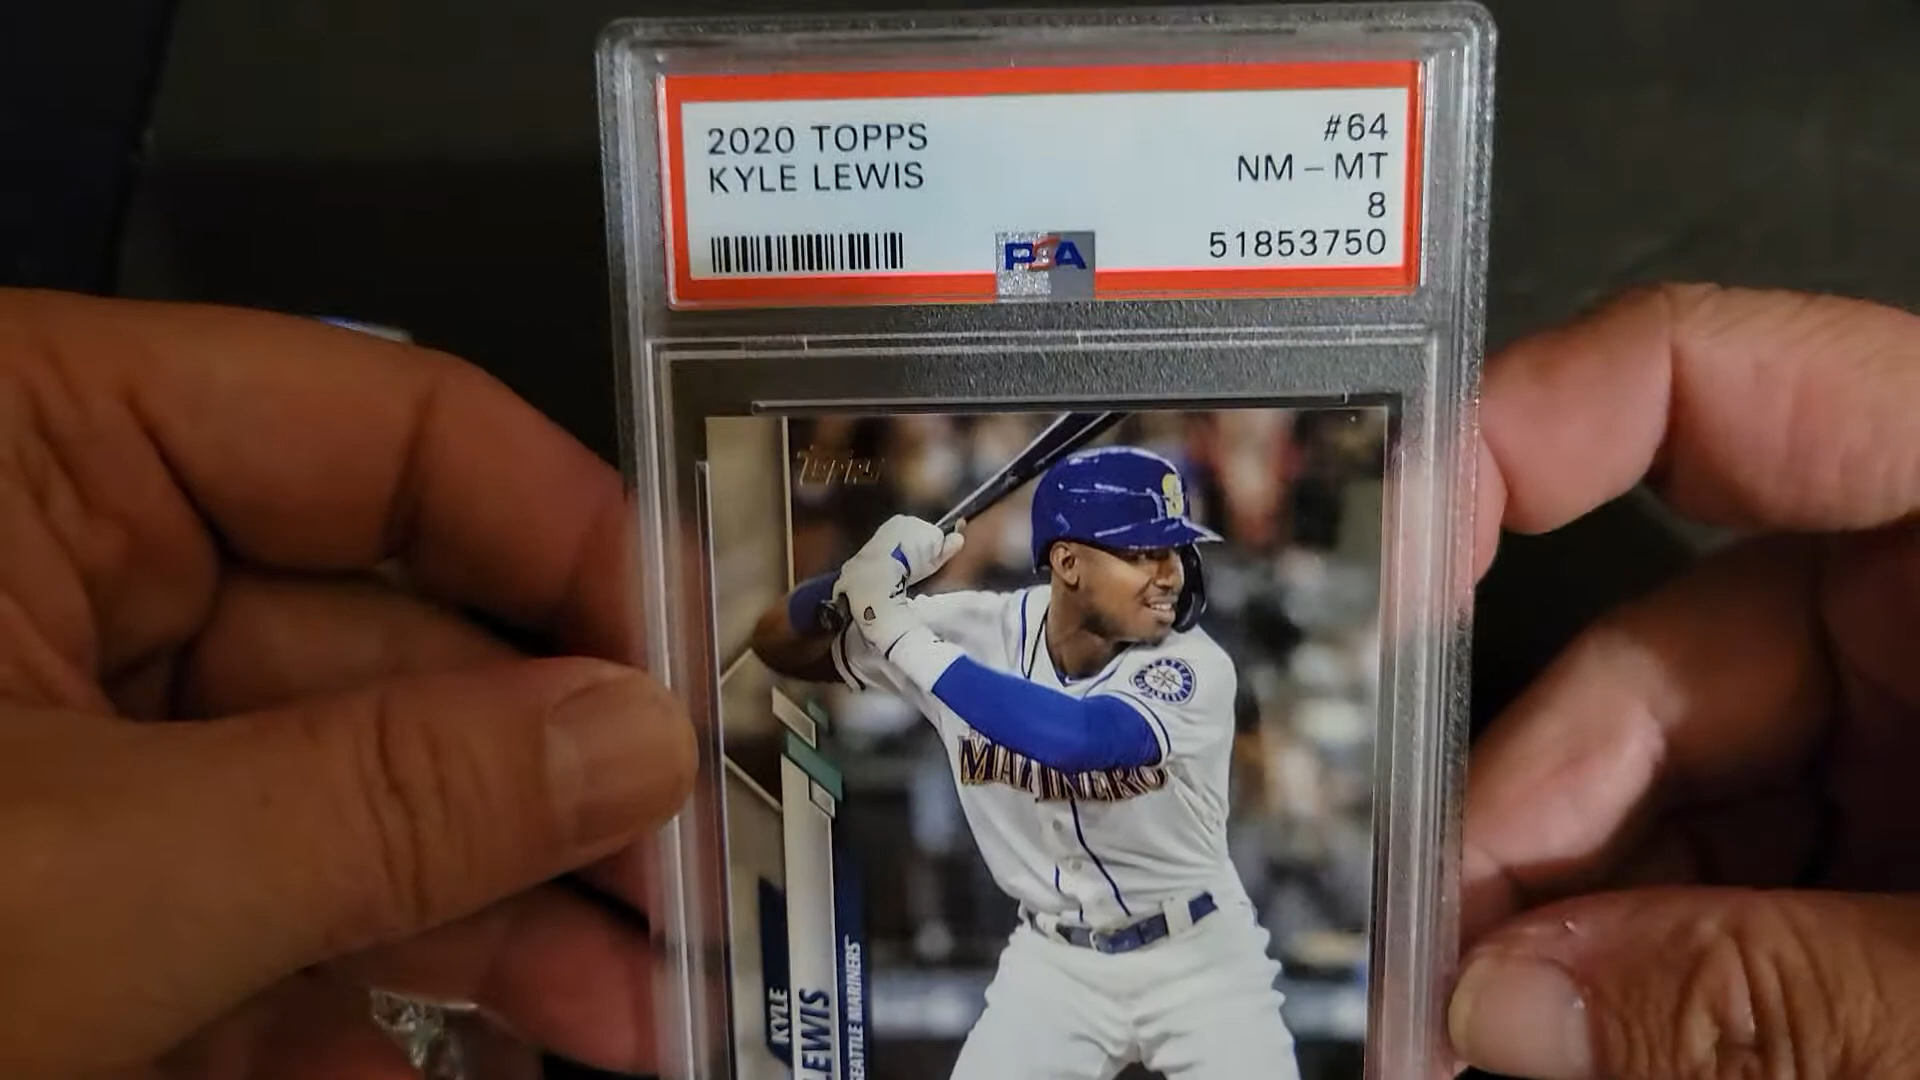 2020 TOPPS
KYLE LEWIS
#64
NM - MT
8
51853750
PSA
TOPPS
MARINERS
KYLE
LEWIS
SEATTLE MARINERS